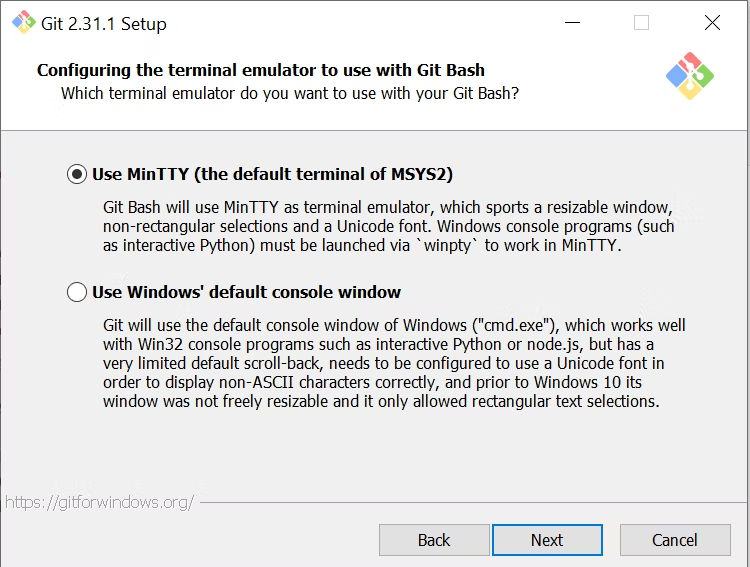 Git 2.31.1 Setup
Configuring the terminal emulator to use with Git Bash
Which terminal emulator do you want to use with your Git Bash?
Use MinTTY (the default terminal of MSYS2)
Git Bash will use MinTTY as terminal emulator, which sports a resizable window,
non-rectangular selections and a Unicode font. Windows console programs (such
as interactive Python) must be launched via `winpty` to work in MinTTY.
Use Windows' default console window
Git will use the default console window of Windows ("cmd.exe"), which works well
with Win32 console programs such as interactive Python or node.js, but has a
very limited default scroll-back, needs to be configured to use a Unicode font in
order to display non-ASCII characters correctly, and prior to Windows 10 its
window was not freely resizable and it only allowed rectangular text selections.
https://gitforwindows.org/
Back
Next
Cancel